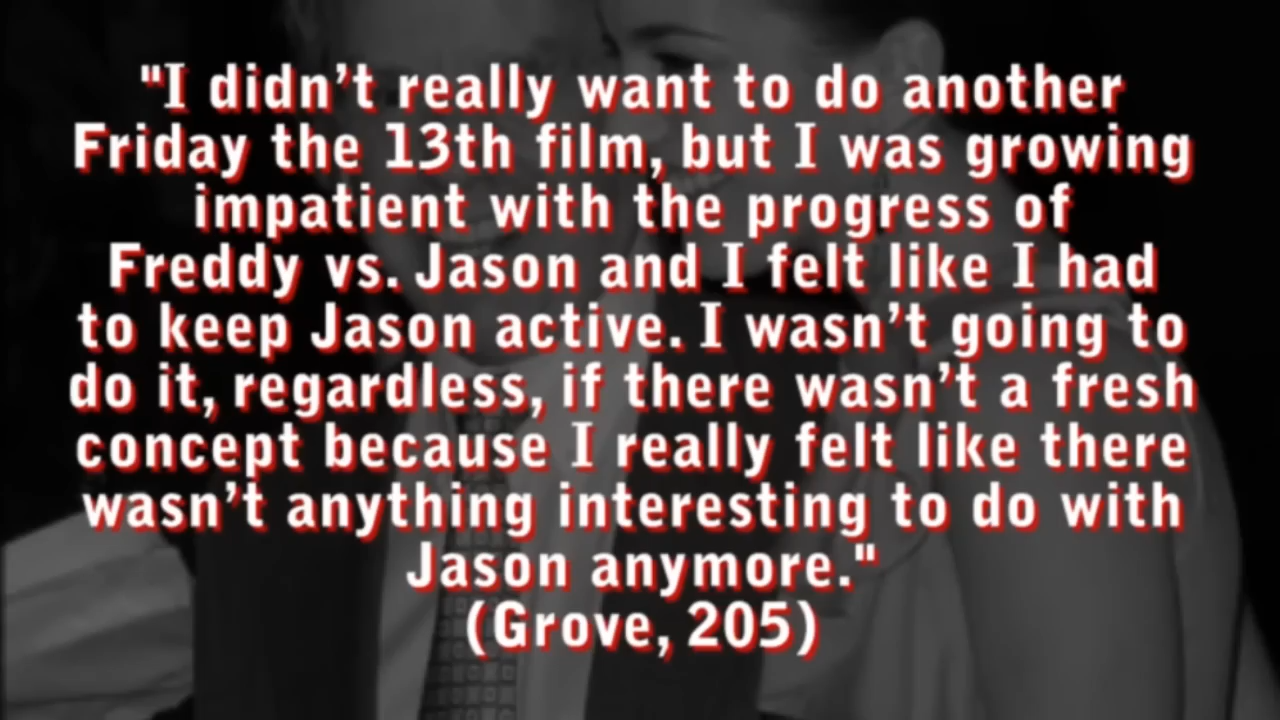 "I didn’t really want to do another
Friday the 13th film, but I was growing
impatient with the progress of
Freddy vs. Jason and I felt like I had
to keep Jason active. I wasn’t going to
do it, regardless, if there wasn’t a fresh
concept because I really felt like there
wasn’t anything interesting to do with
Jason anymore."
(Grove, 205)